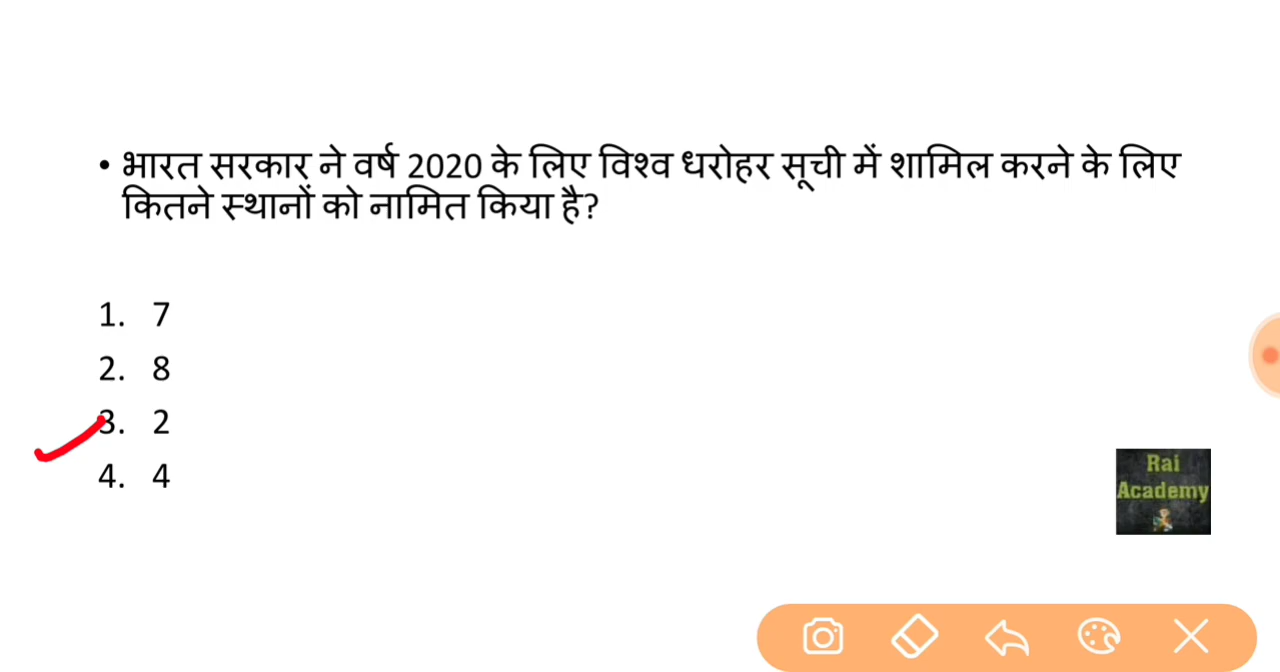 • भारत सरकार ने वर्ष 2020 के लिए विश्व धरोहर सूची में शामिल करने के लिए
कितने स्थानों को नामित किया है?
1. 7
2. 8
3. 2
4. 4
Rai
Academy